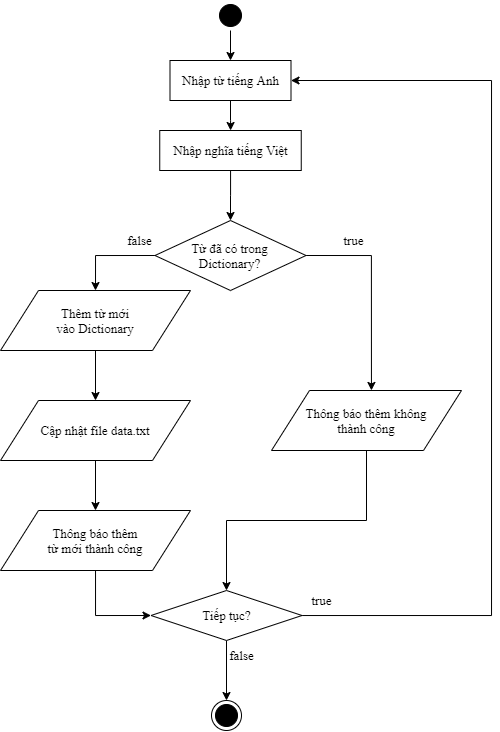 Nhập từ tiếng Anh
Nhập nghĩa tiếng Việt
Từ đã có trong
Dictionary?
false
true
Thêm từ mới
vào Dictionary
Cập nhật file data.txt
Thông báo thêm không
thành công
Thông báo thêm
từ mới thành công
Tiếp tục?
true
false